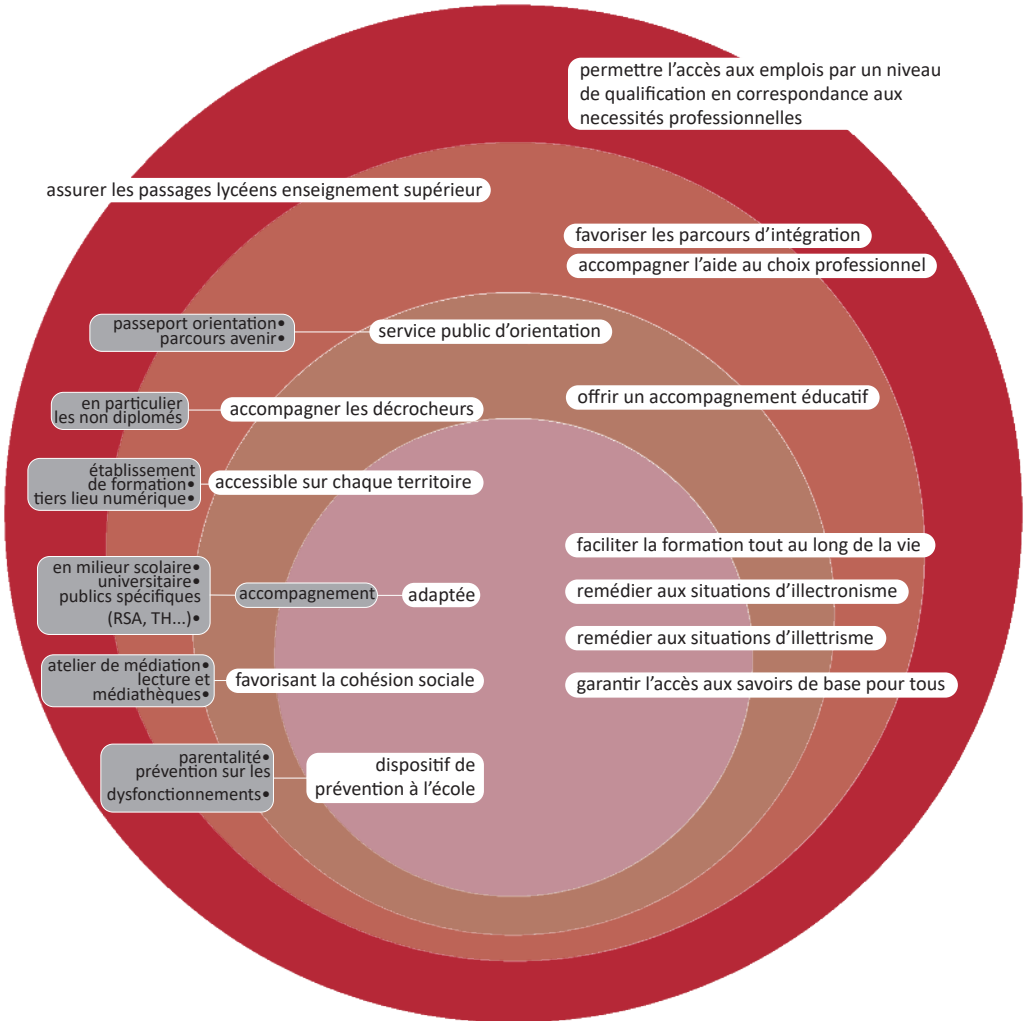 permettre l’accès aux emplois par un niveau
de qualification en correspondance aux
necessités professionnelles
assurer les passages lycéens enseignement supérieur
favoriser les parcours d’intégration
accompagner l’aide au choix professionnel
passeport orientation•
parcours avenir•
service public d’orientation
en particulier
les non diplomés
accompagner les décrocheurs
offrir un accompagnement éducatif
établissement
de formation•
tiers lieu numérique•
accessible sur chaque territoire
faciliter la formation tout au long de la vie
en milieur scolaire•
universitaire•
publics spécifiques
(RSA, TH...)•
accompagnement
adaptée
remédier aux situations d’illectronisme
remédier aux situations d’illettrisme
atelier de médiation•
lecture et
médiathèques•
favorisant la cohésion sociale
garantir l’accès aux savoirs de base pour tous
parentalité•
prévention sur les
dysfonctionnements•
dispositif de
prévention à l’école